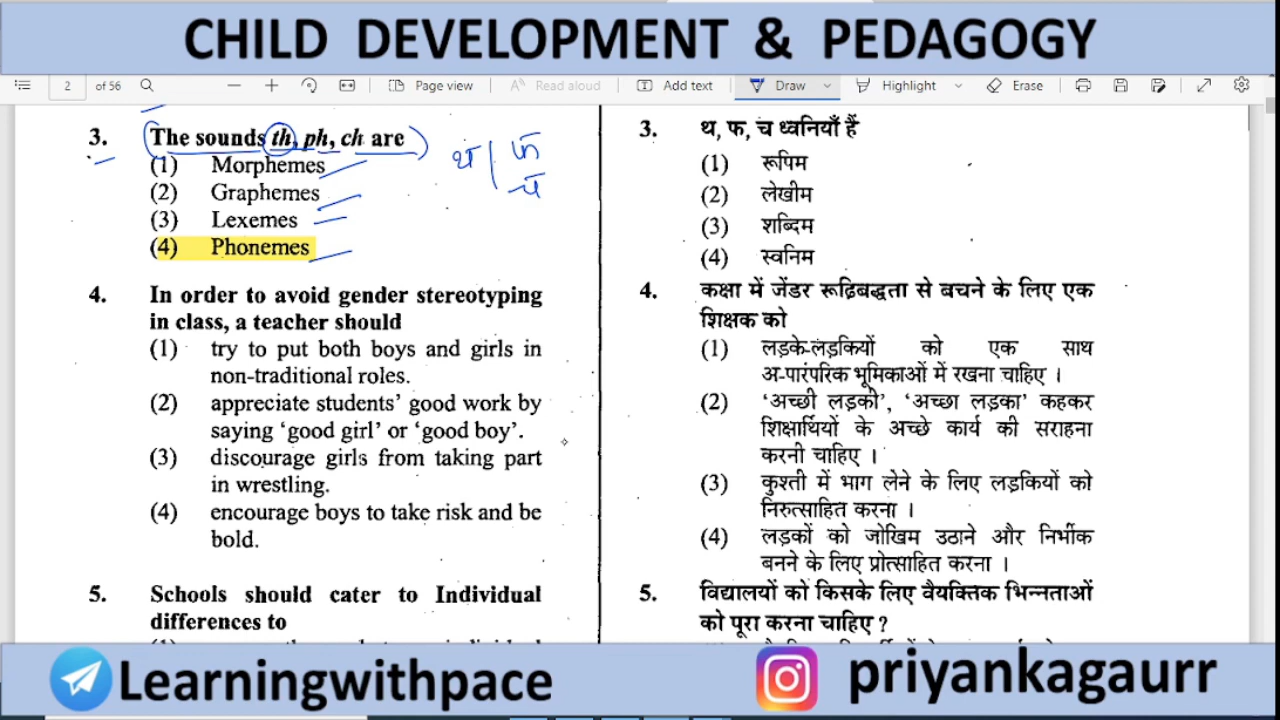 CHILD DEVELOPMENT & PEDAGOGY
2 of 56
Page view
Read aloud
Add text
Draw
Highlight
Erase
3. The sounds th, ph, ch are
(1) Morphemes
(2) Graphemes
(3) Lexemes
(4) Phonemes
थ फ
च
4. In order to avoid gender stereotyping
in class, a teacher should
(1) try to put both boys and girls in
non-traditional roles.
(2) appreciate students' good work by
saying 'good girl' or 'good boy'.
(3) discourage girls from taking part
in wrestling.
(4) encourage boys to take risk and be
bold.
5. Schools should cater to Individual
differences to
3. थ, फ, च ध्वनियाँ हैं
(1) रूपिम
(2) लेखीम
(3) शब्दिम
(4) स्वनिम
4. कक्षा में जेंडर रूढ़िबद्धता से बचने के लिए एक
शिक्षक को
(1) लड़के-लड़कियों को एक साथ
अ-पारंपरिक भूमिकाओं में रखना चाहिए ।
(2) 'अच्छी लड़की', 'अच्छा लड़का' कहकर
शिक्षार्थियों के अच्छे कार्य की सराहना
करनी चाहिए ।
(3) कुश्ती में भाग लेने के लिए लड़कियों को
निरुत्साहित करना ।
(4) लड़कों को जोखिम उठाने और निर्भीक
बनने के लिए प्रोत्साहित करना ।
5. विद्यालयों को किसके लिए वैयक्तिक भिन्नताओं
को पूरा करना चाहिए ?
Learningwithpace
priyankagaurr